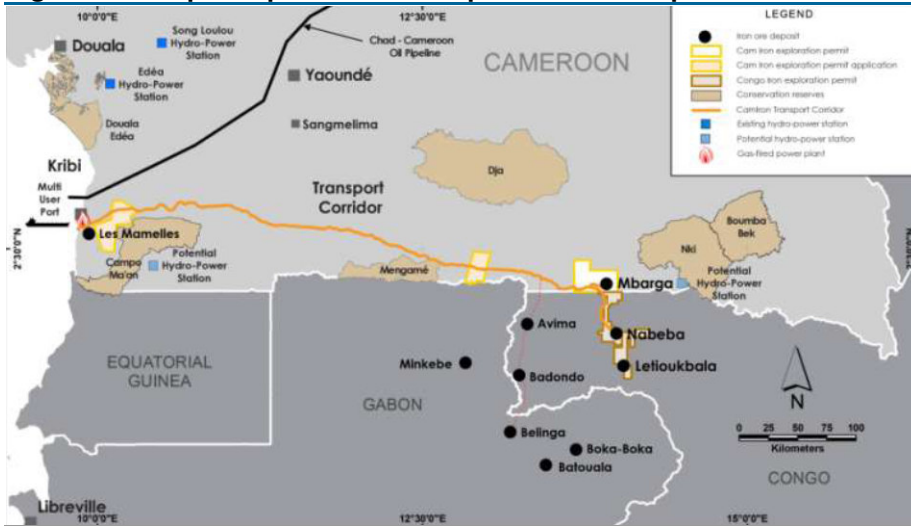 10°0'0"E
12°30'0"E
Douala
Song Loulou
Hydro-Power
Station
Edéa
Hydro-Power
Station
Douala
Edéa
Chad - Cameroon
Oil Pipeline
Yaoundé
Sangmelima
CAMEROON
LEGEND
Iron ore deposit
Cam Iron exploration permit
Cam Iron exploration permit application
Congo Iron exploration permit
Conservation reserves
CamIron Transport Corridor
Existing hydro-power station
Potential hydro-power station
Gas-fired power plant
Kribi
Multi
User
Port
Transport
Corridor
Dja
2°30'0"N
Les Mamelles
Campo
Ma'an
Potential
Hydro-Power
Station
Mengamé
Nki
Boumba
Bek
Potential
Hydro-Power
Station
Mbarga
Avima
Nabeba
Minkebe
Badondo
Letioukbala
EQUATORIAL
GUINEA
GABON
Belinga
Boka-Boka
Batouala
N
0 25 50 75 100
Kilometers
CONGO
Libreville
10°0'0"E
12°30'0"E
15°0'0"E